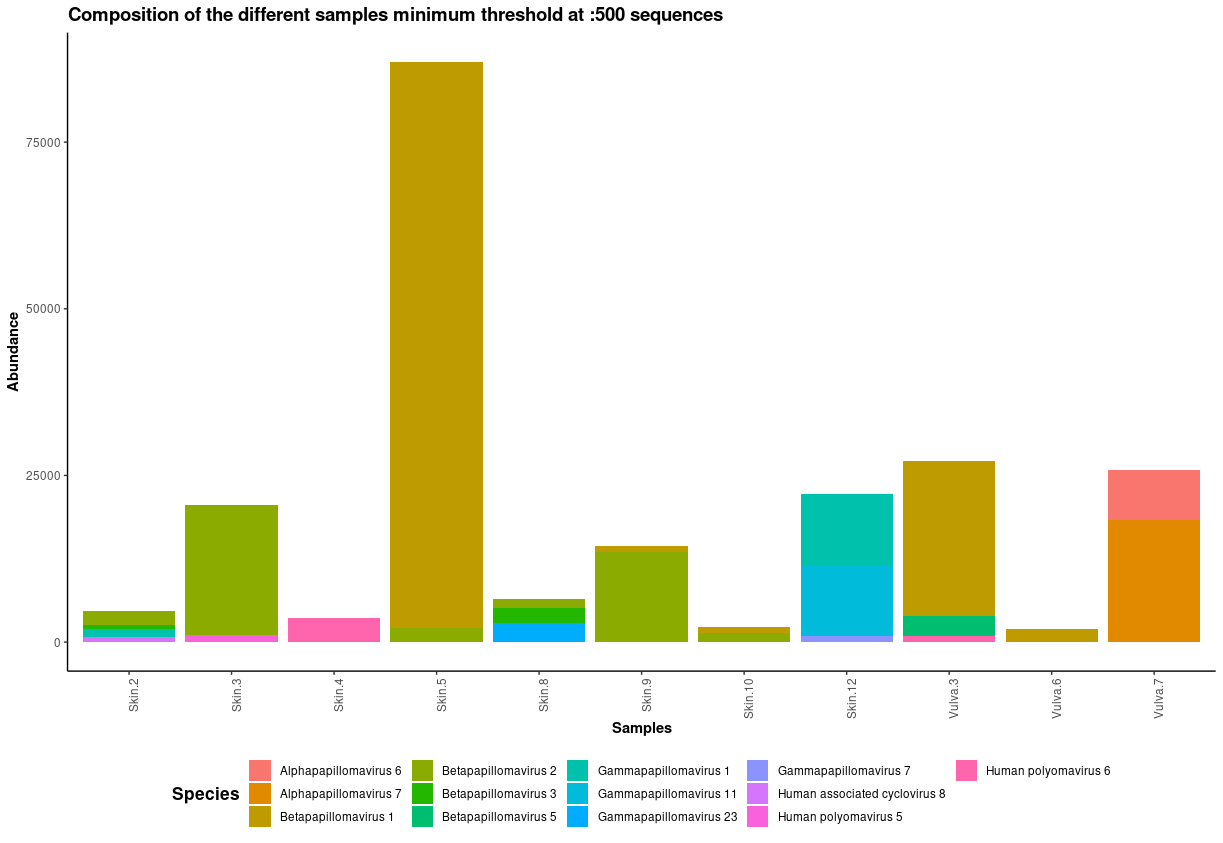 Composition of the different samples minimum threshold at :500 sequences
Abundance
75000
50000
25000
0
Skin.2
Skin.3
Skin.4
Skin.5
Skin.8
Skin.9
Skin.10
Skin.12
Vulva.3
Vulva.6
Vulva.7
Samples
Species
Alphapapillomavirus 6
Alphapapillomavirus 7
Betapapillomavirus 1
Betapapillomavirus 2
Betapapillomavirus 3
Betapapillomavirus 5
Gammapapillomavirus 1
Gammapapillomavirus 11
Gammapapillomavirus 23
Gammapapillomavirus 7
Human associated cyclovirus 8
Human polyomavirus 5
Human polyomavirus 6